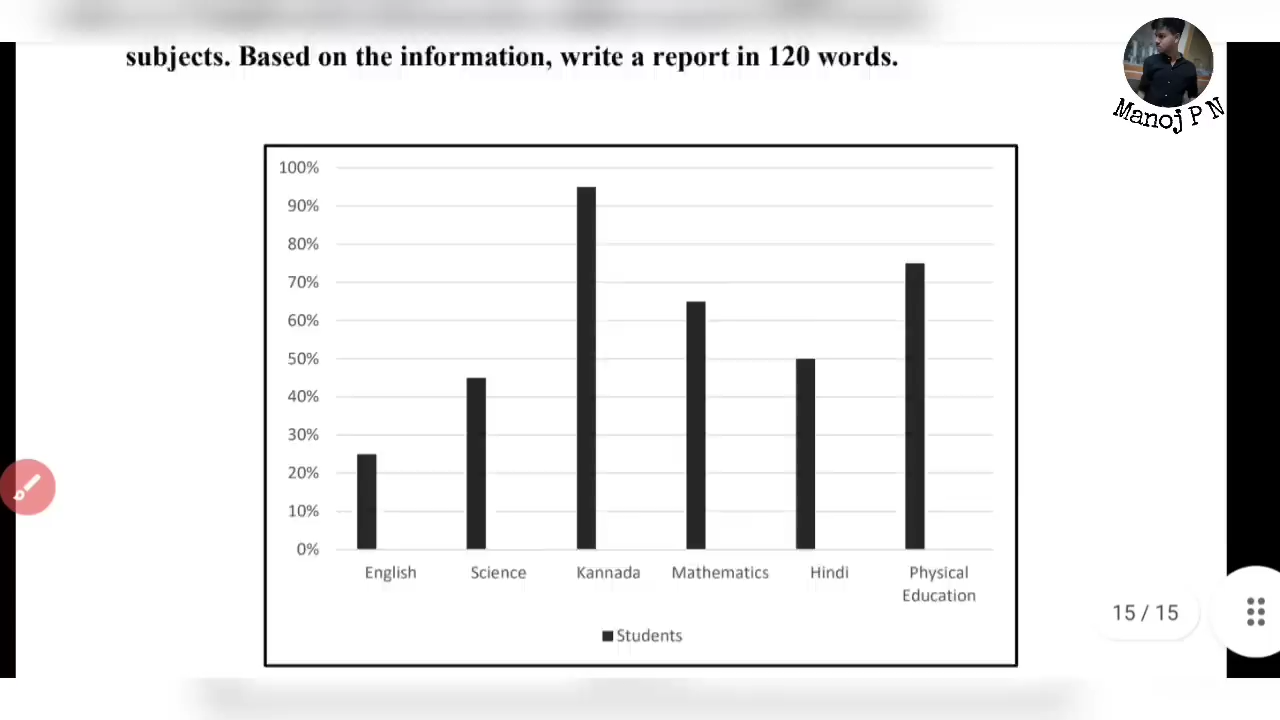 subjects. Based on the information, write a report in 120 words.
Manoj P N
100%
90%
80%
70%
60%
50%
40%
30%
20%
10%
0%
English Science Kannada Mathematics Hindi Physical
Education
Students
15 / 15